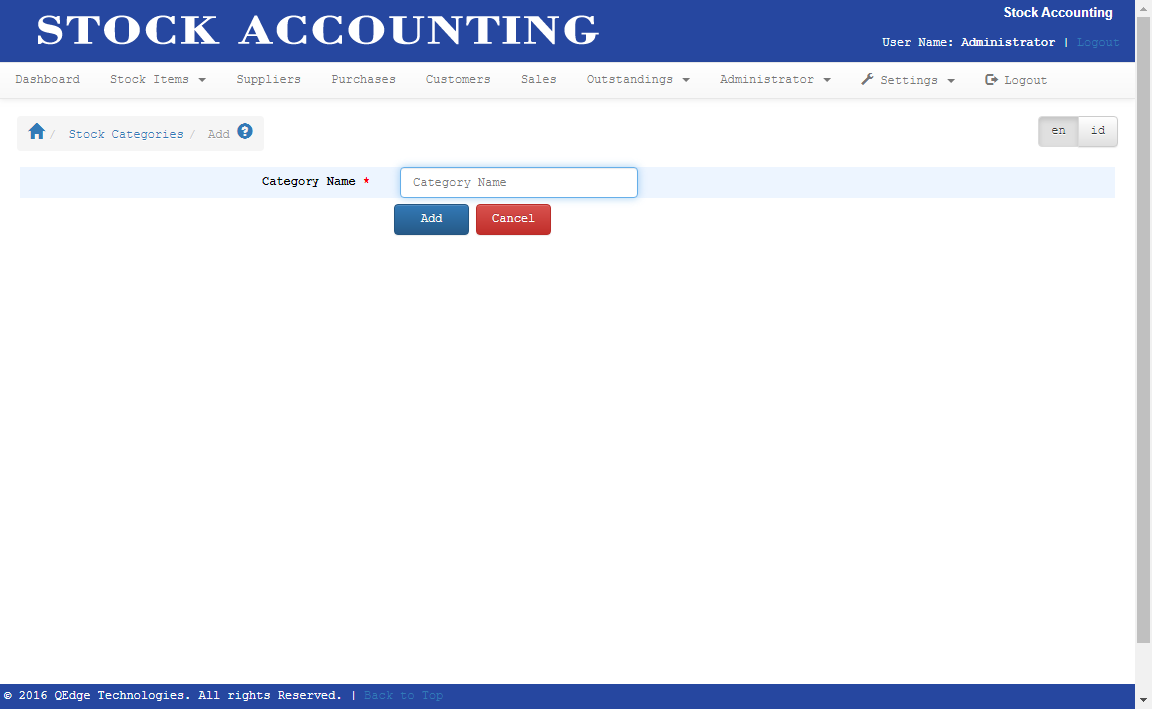 STOCK ACCOUNTING
Stock Accounting
User Name: Administrator | Logout
Dashboard Stock Items Suppliers Purchases Customers Sales Outstandings Administrator Settings Logout
/ Stock Categories / Add ?
en id
Category Name * Category Name
Add Cancel
© 2016 QEdge Technologies. All rights Reserved. | Back to Top